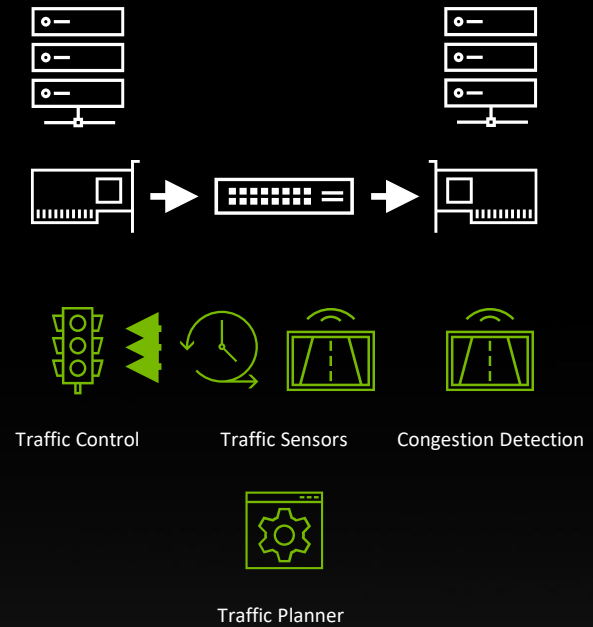 Traffic Control
Traffic Sensors
Congestion Detection
Traffic Planner